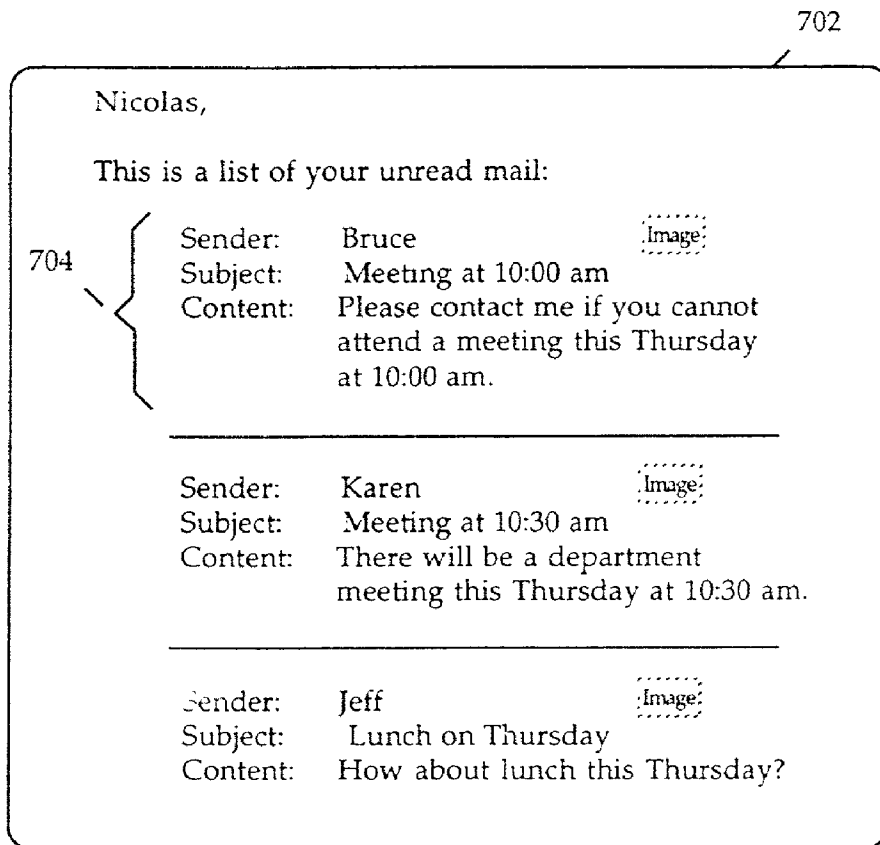 702
Nicolas,
This is a list of your unread mail:
704
Sender: Bruce Image
Subject: Meeting at 10:00 am
Content: Please contact me if you cannot
attend a meeting this Thursday
at 10:00 am.
Sender: Karen Image
Subject: Meeting at 10:30 am
Content: There will be a department
meeting this Thursday at 10:30 am.
Sender: Jeff Image
Subject: Lunch on Thursday
Content: How about lunch this Thursday?